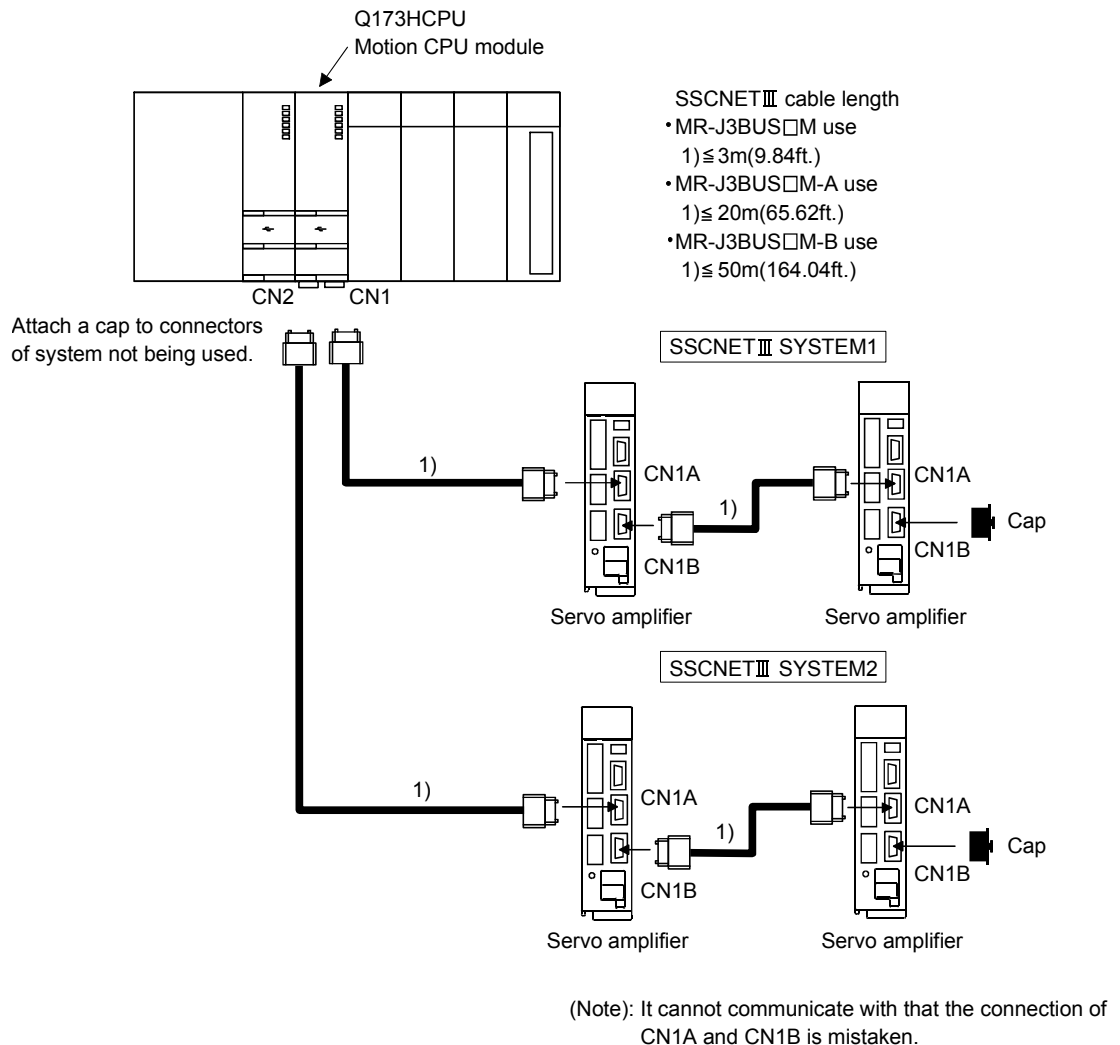 Q173HCPU
Motion CPU module
SSCNETⅢ cable length
•MR-J3BUS□M use
1)≦3m(9.84ft.)
•MR-J3BUS□M-A use
1)≦ 20m(65.62ft.)
•MR-J3BUS□M-B use
1)≦ 50m(164.04ft.)
CN2
CN1
Attach a cap to connectors
of system not being used.
SSCNETⅢ SYSTEM1
1)
CN1A
CN1A
1)
Cap
CN1B
CN1B
Servo amplifier
Servo amplifier
SSCNETⅢ SYSTEM2
1)
CN1A
CN1A
1)
Cap
CN1B
CN1B
Servo amplifier
Servo amplifier
(Note): It cannot communicate with that the connection of
CN1A and CN1B is mistaken.